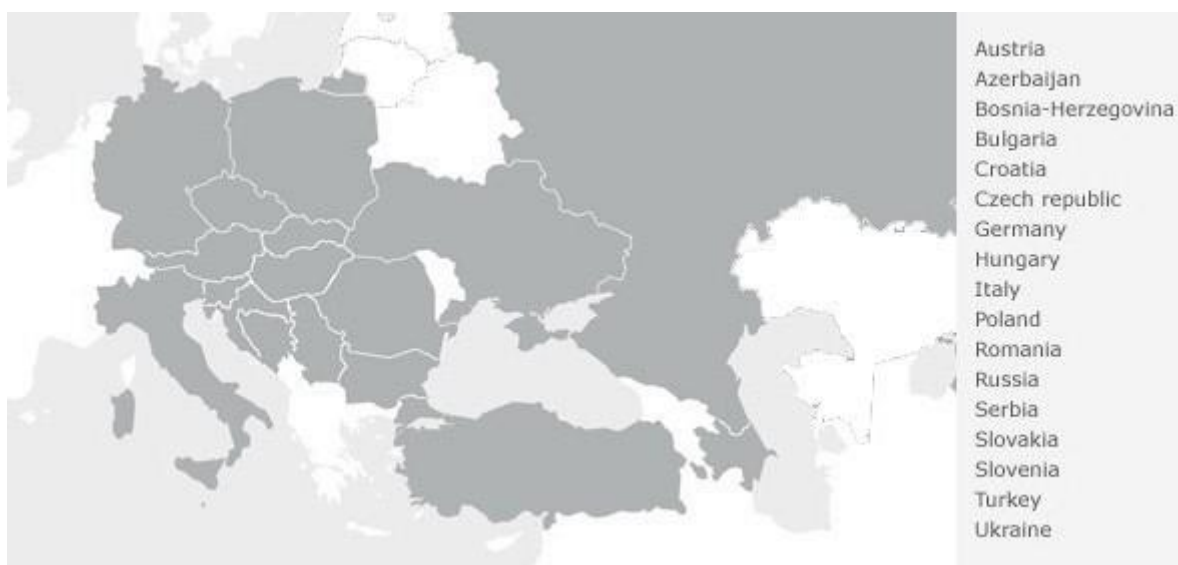 Austria
Azerbaijan
Bosnia-Herzegovina
Bulgaria
Croatia
Czech republic
Germany
Hungary
Italy
Poland
Romania
Russia
Serbia
Slovakia
Slovenia
Turkey
Ukraine